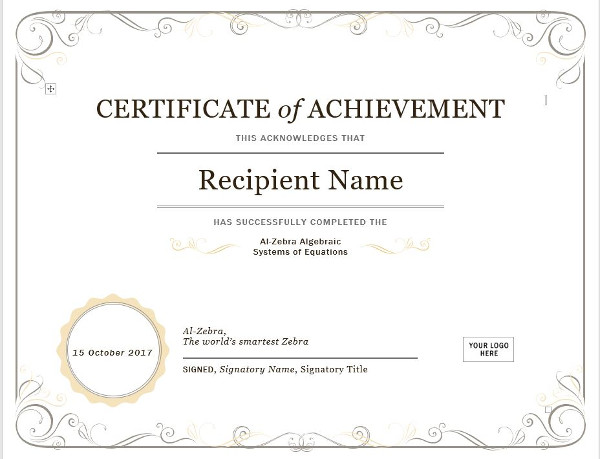 CERTIFICATE of ACHIEVEMENT
THIS ACKNOWLEDGES THAT
Recipient Name
HAS SUCCESSFULLY COMPLETED THE
Al-Zebra Algebraic
Systems of Equations
15 October 2017
Al-Zebra,
The world's smartest Zebra
SIGNED, Signatory Name, Signatory Title
YOUR LOGO
HERE